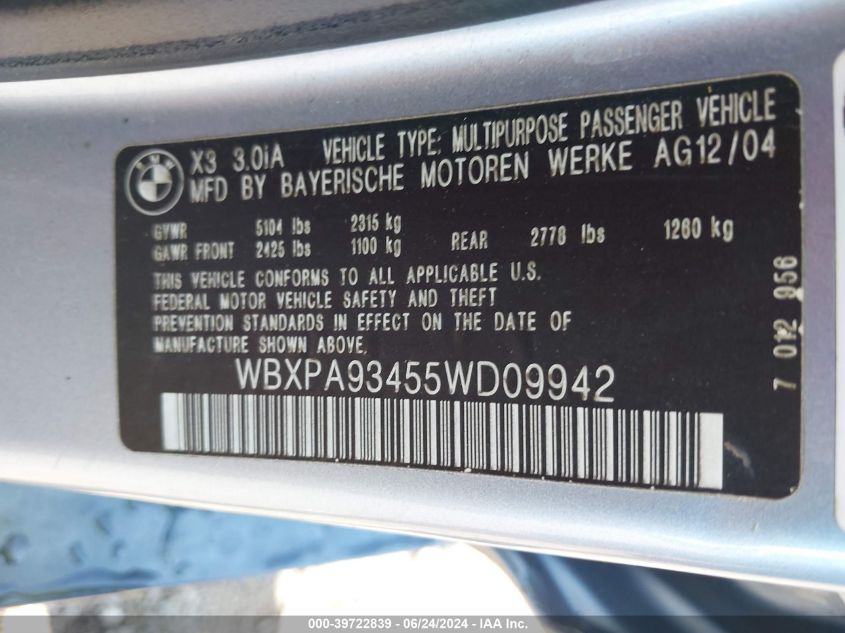 BMW
X3 3.0iA VEHICLE TYPE: MULTIPURPOSE PASSENGER VEHICLE
MFD BY BAYERISCHE MOTOREN WERKE AG12/04
GVWR 5104 lbs 2315 kg
GAWR FRONT 2425 lbs 1100 kg REAR 2778 lbs 1260 kg
THIS VEHICLE CONFORMS TO ALL APPLICABLE U.S.
FEDERAL MOTOR VEHICLE SAFETY AND THEFT
PREVENTION STANDARDS IN EFFECT ON THE DATE OF
MANUFACTURE SHOWN ABOVE.
WBXPA93455WD09942
7 012 956
000-39722839 - 06/24/2024 - IAA Inc.